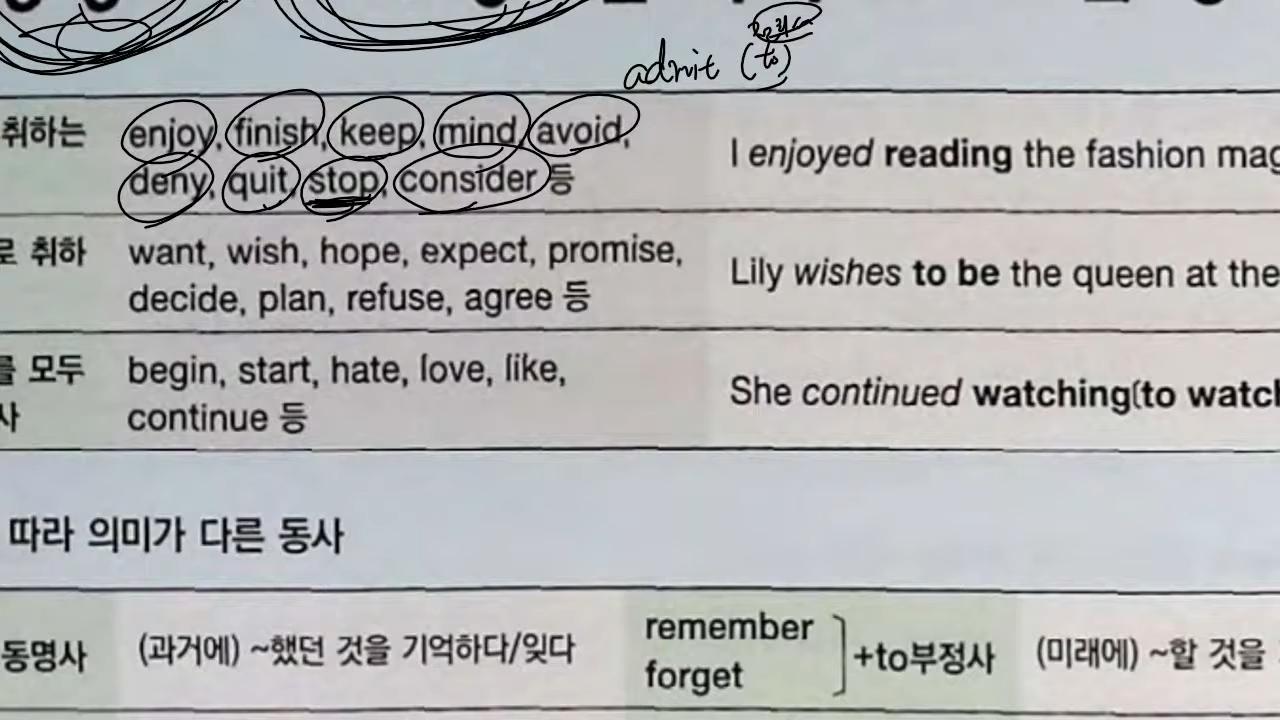 admit (to)
취하는
enjoy, finish, keep, mind, avoid,
deny, quit, stop, consider 등
I enjoyed reading the fashion mag
로 취하
want, wish, hope, expect, promise,
decide, plan, refuse, agree 등
Lily wishes to be the queen at the
를 모두
사
begin, start, hate, love, like,
continue 등
She continued watching(to watch
따라 의미가 다른 동사
동명사
(과거에) ~했던 것을 기억하다/잊다
remember
forget
+to부정사
(미래에) ~할 것을